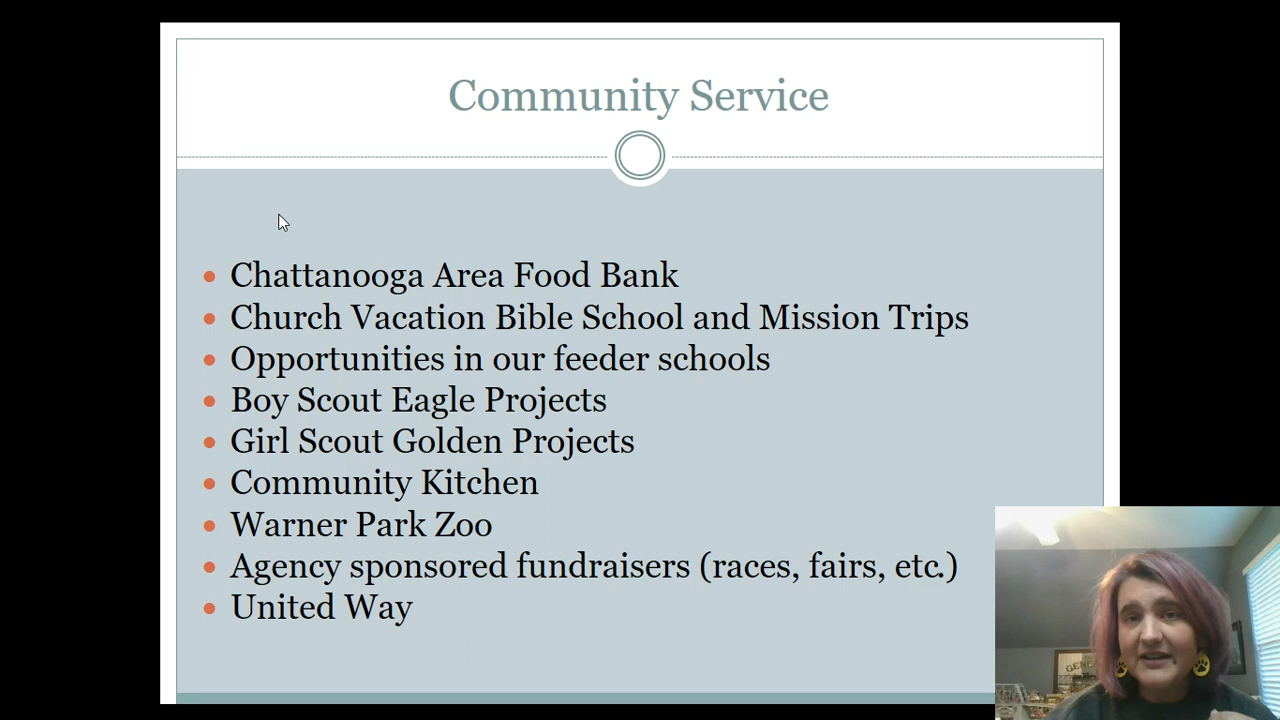 Community Service
Chattanooga Area Food Bank
Church Vacation Bible School and Mission Trips
Opportunities in our feeder schools
Boy Scout Eagle Projects
Girl Scout Golden Projects
Community Kitchen
Warner Park Zoo
Agency sponsored fundraisers (races, fairs, etc.)
United Way